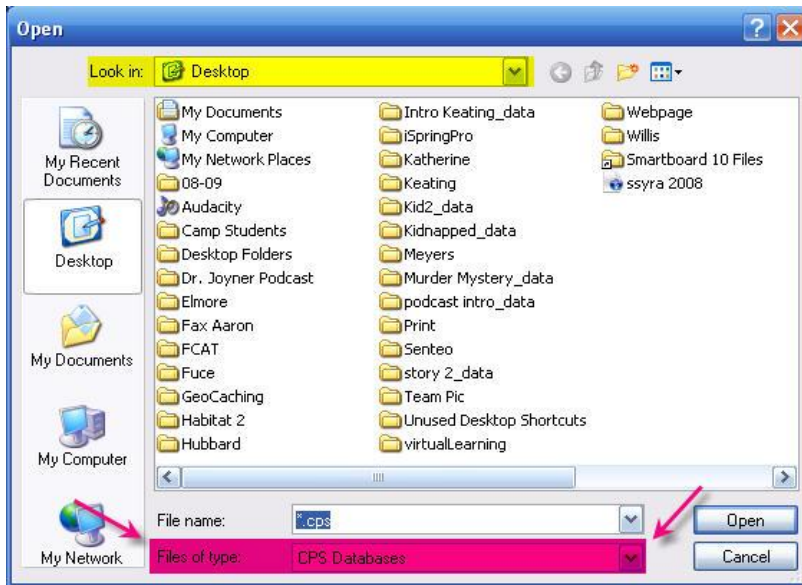 Open
Look in: Desktop
My Recent
Documents
Desktop
My Documents
My Computer
My Network
My Documents
My Computer
My Network Places
08-09
Audacity
Camp Students
Desktop Folders
Dr. Joyner Podcast
Elmore
Fax Aaron
FCAT
Fuce
GeoCaching
Habitat 2
Hubbard
Intro Keating_data
iSpringPro
Katherine
Keating
Kid2_data
Kidnapped_data
Meyers
Murder Mystery_data
podcast intro_data
Print
Senteo
story 2_data
Team Pic
Unused Desktop Shortcuts
virtualLearning
Webpage
Willis
Smartboard 10 Files
ssyra 2008
File name: *.cps
Open
Files of type: CPS Databases
Cancel